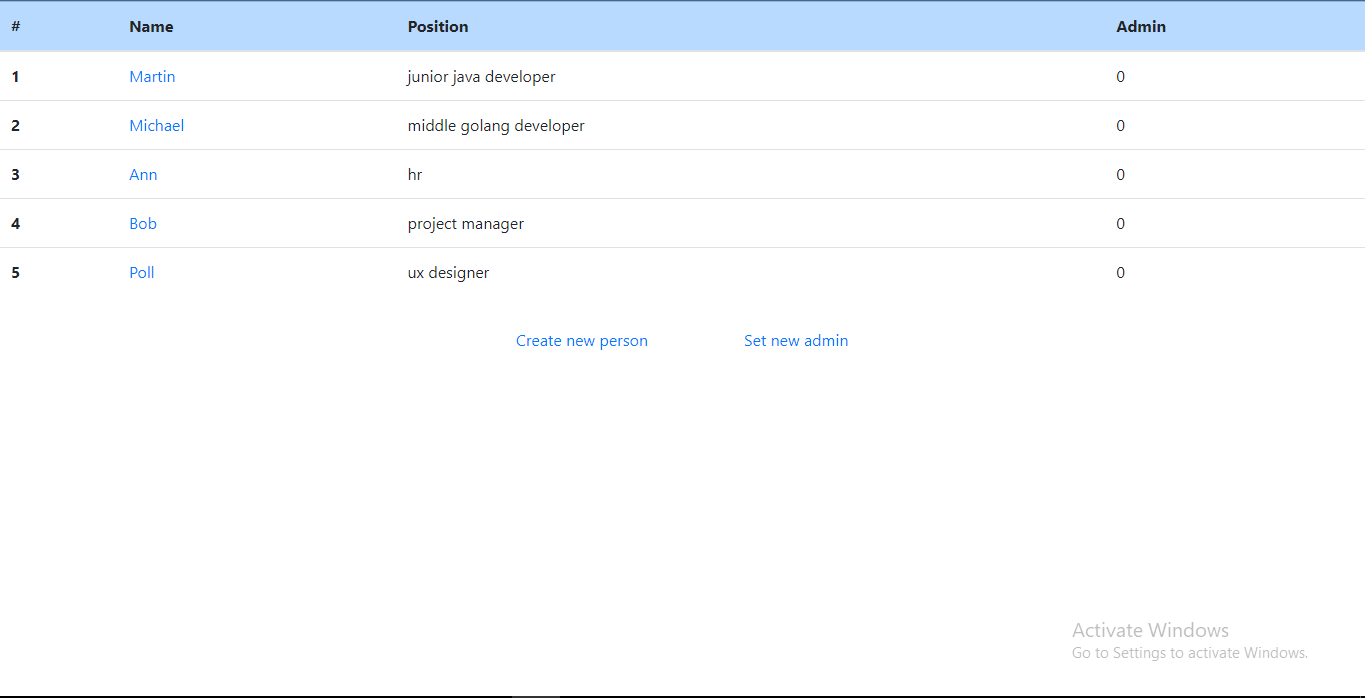 # Name Position Admin
1 Martin junior java developer 0
2 Michael middle golang developer 0
3 Ann hr 0
4 Bob project manager 0
5 Poll ux designer 0
Create new person Set new admin
Activate Windows
Go to Settings to activate Windows.